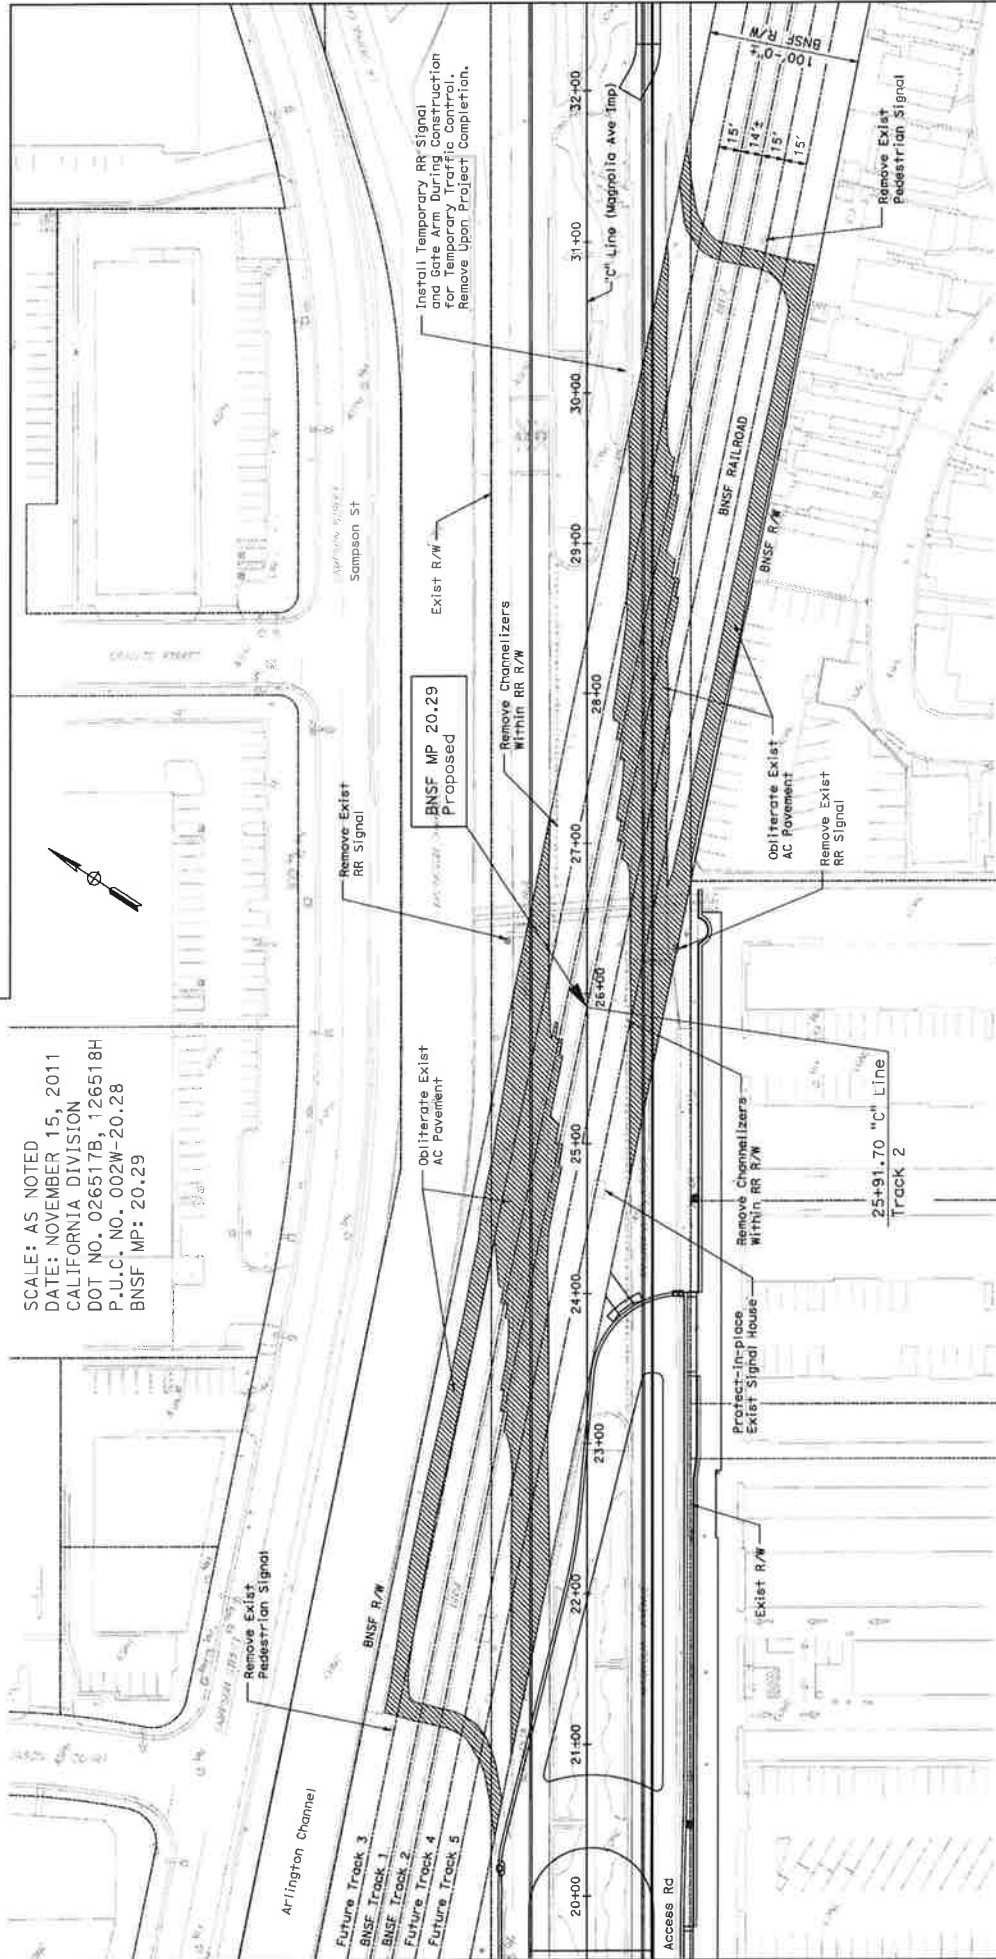 SCALE: AS NOTED
DATE: NOVEMBER 15, 2011
CALIFORNIA DIVISION
DOT NO. 026517B, 126518H
P.U.C. NO. 002W-20.28
BNSF MP: 20.29
Install Temporary RR Signal
and Gate Arm During Construction
for Temporary Traffic Control.
Remove Upon Project Completion.
Sampson St
Exist R/W
Remove Channelizers
Within RR R/W
BNSF MP 20.29
Proposed
Remove Exist
RR Signal
Obliterate Exist
AC Pavement
Remove Exist
Pedestrian Signal
BNSF R/W
Arlington Channel
Future Track 3
BNSF Track 1
BNSF Track 2
Future Track 4
Future Track 5
20+00
21+00
22+00
23+00
24+00
25+00
26+00
27+00
28+00
29+00
30+00
31+00
32+00
"C" Line (Magnolia Ave Imp)
100'-0"±
BNSF R/W
15'
14'±
15'
15'
Remove Exist
Pedestrian Signal
BNSF RAILROAD
BNSF R/W
Obliterate Exist
AC Pavement
Remove Exist
RR Signal
25+91.70 "C" Line
Track 2
Remove Channelizers
Within RR R/W
Protect-in-place
Exist Signal House
Exist R/W
Access Rd